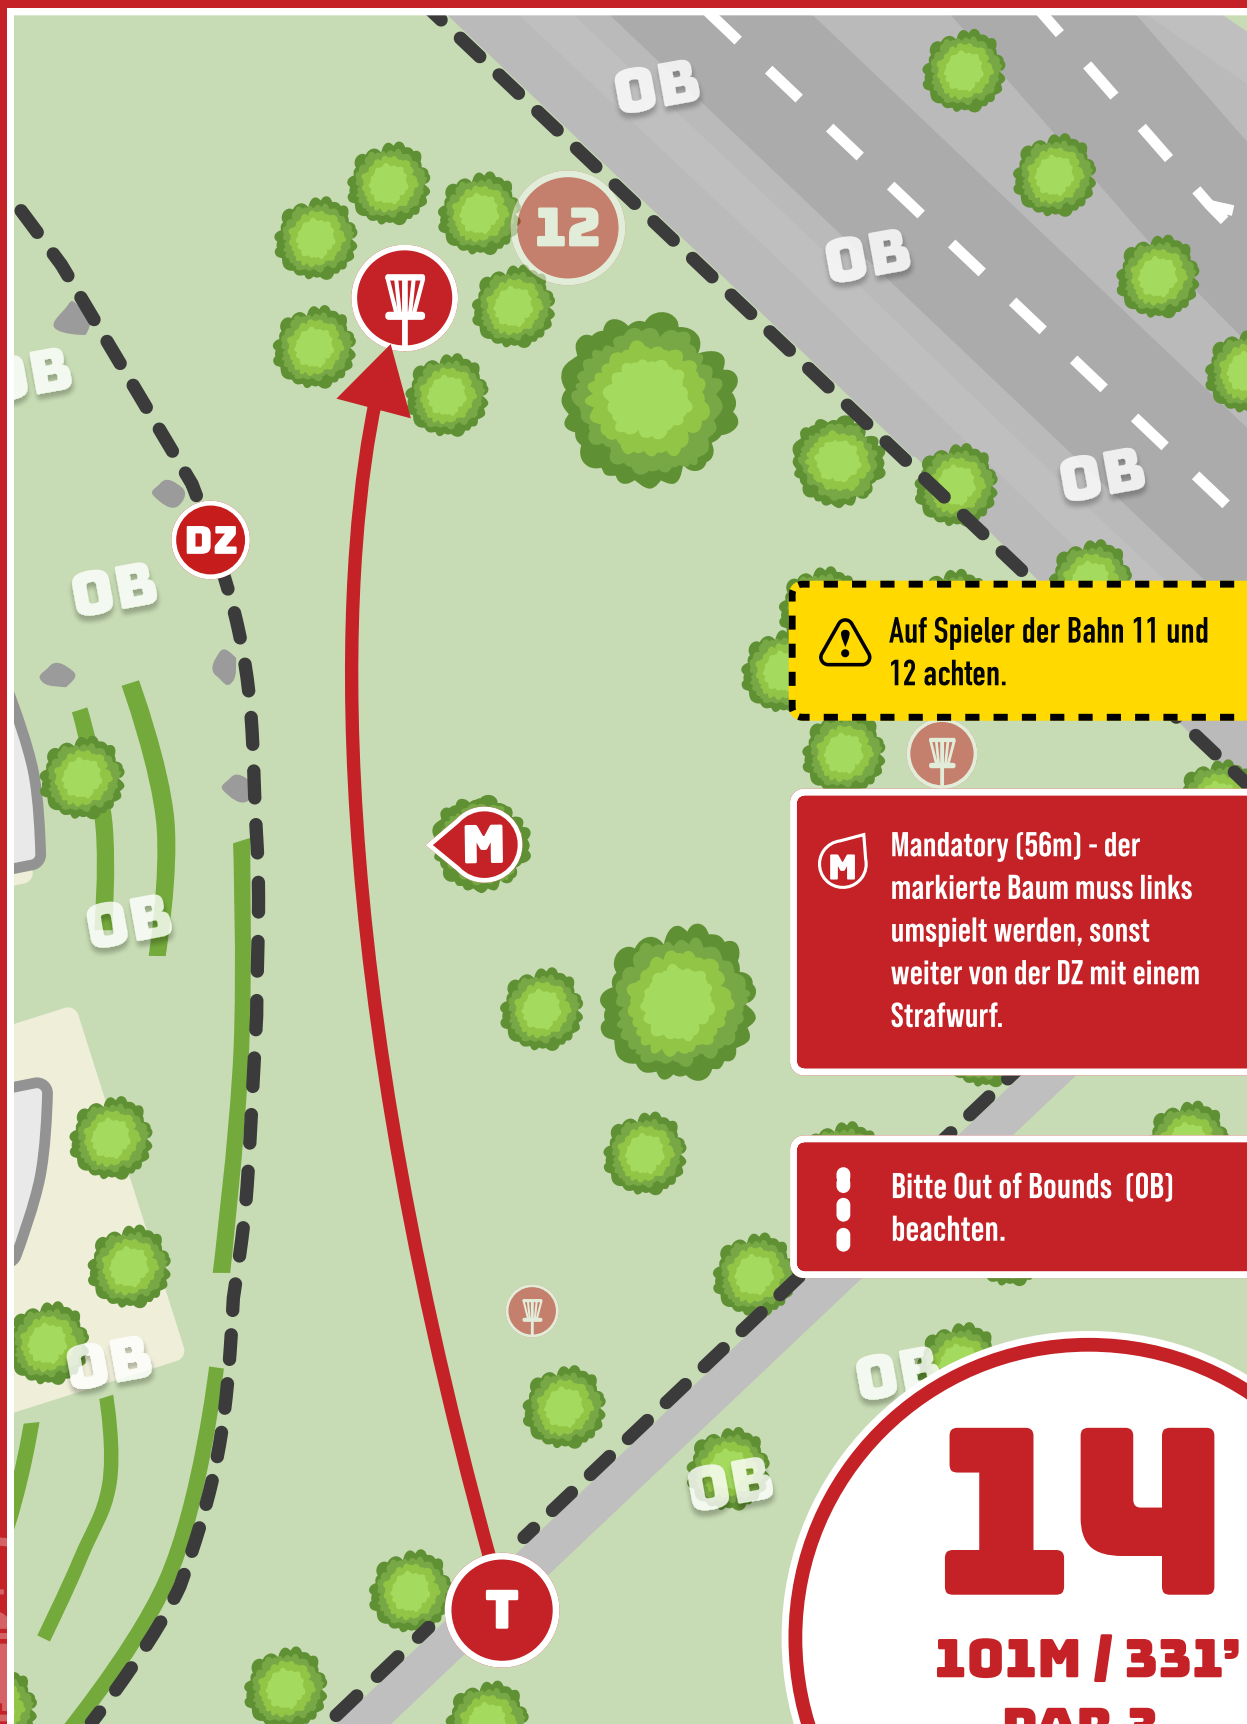 OB
12
OB
OB
OB
DZ
OB
Auf Spieler der Bahn 11 und
12 achten.
M
M
Mandatory (56m) - der
markierte Baum muss links
umspielt werden, sonst
weiter von der DZ mit einem
Strafwurf.
OB
Bitte Out of Bounds (OB)
beachten.
OB
OB
OB
14
T
101M / 331'
PAR 3